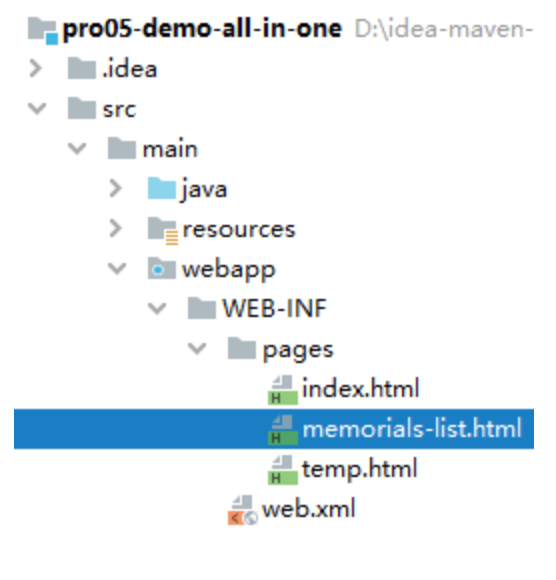 pro05-demo-all-in-one D:\idea-maven-
.idea
src
main
java
resources
webapp
WEB-INF
pages
index.html
memorials-list.html
temp.html
web.xml